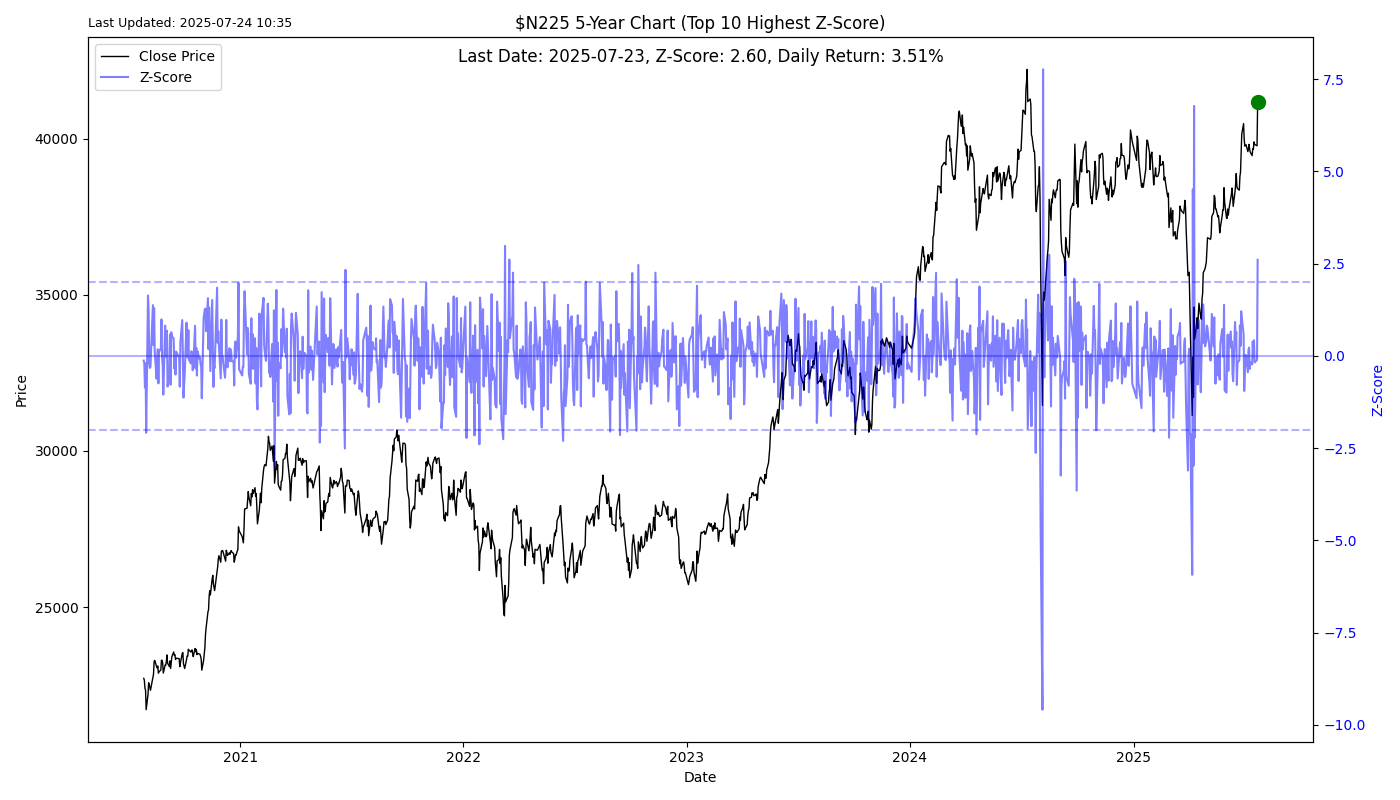 Last Updated: 2025-07-24 10:35
$N225 5-Year Chart (Top 10 Highest Z-Score)
Last Date: 2025-07-23, Z-Score: 2.60, Daily Return: 3.51%
Close Price
Z-Score
40000
35000
30000
25000
Price
7.5
5.0
2.5
0.0
−2.5
−5.0
−7.5
−10.0
Z-Score
2021
2022
2023
2024
2025
Date